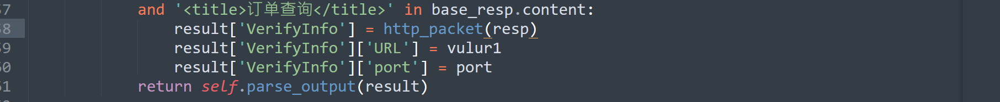 57 and '<title>订单查询</title>' in base_resp.content:
58 result['VerifyInfo'] = http_packet(resp)
59 result['VerifyInfo']['URL'] = vulur1
60 result['VerifyInfo']['port'] = port
61 return self.parse_output(result)